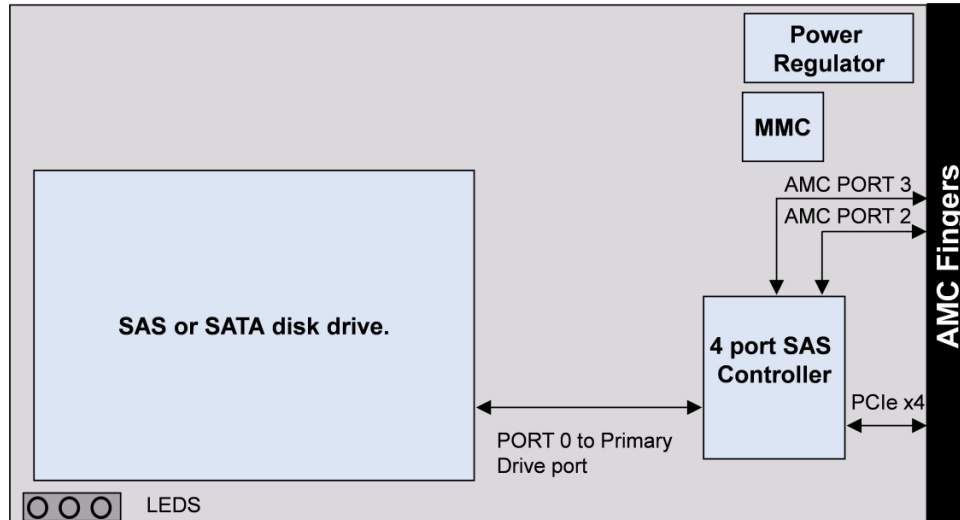 Power
Regulator
MMC
AMC PORT 3
AMC PORT 2
AMC Fingers
SAS or SATA disk drive.
4 port SAS
Controller
PCIe x4
PORT 0 to Primary
Drive port
LEDS